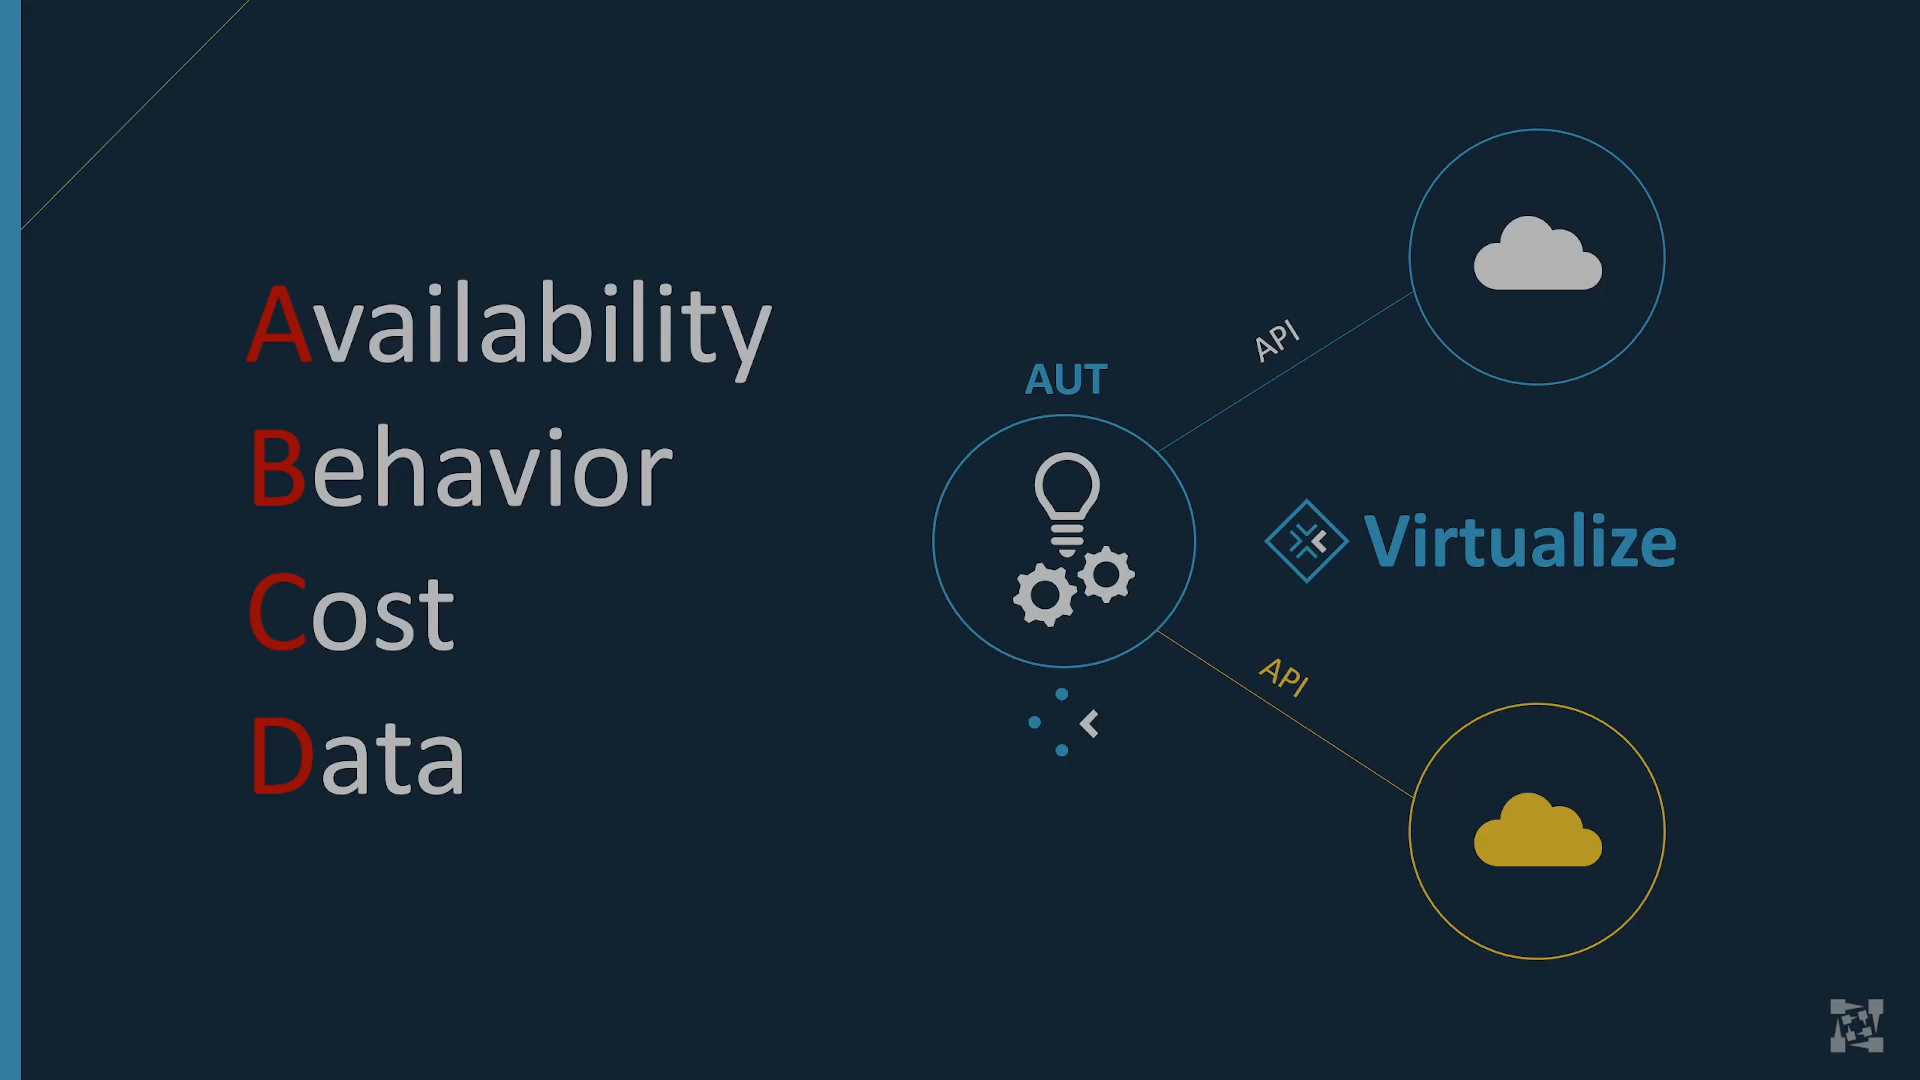 Availability
Behavior
Cost
Data
AUT
API
Virtualize
API